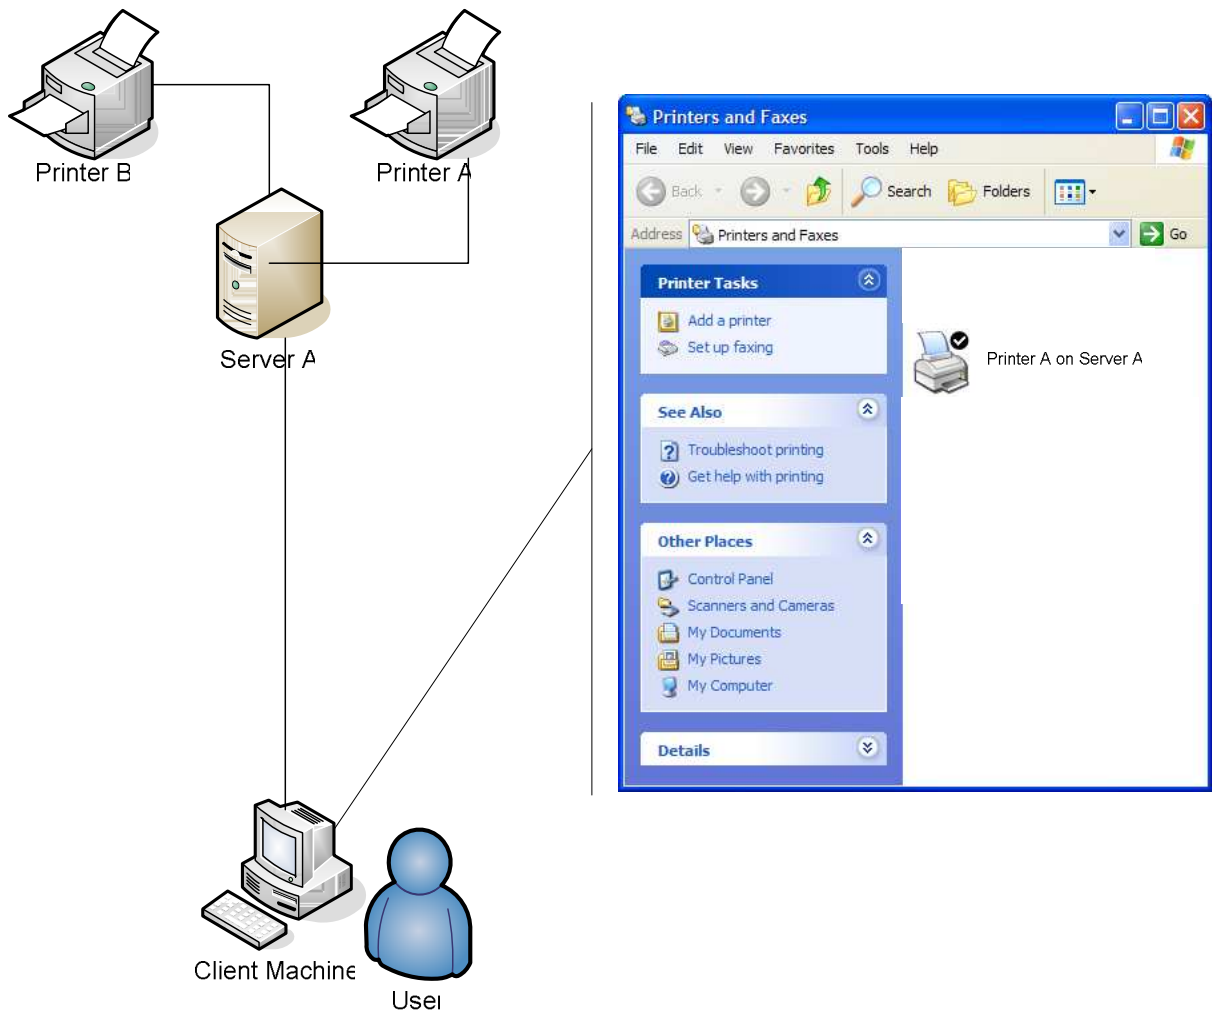 Printer B
Printer A
Server A
Client Machine
User
Printers and Faxes
File Edit View Favorites Tools Help
Back Search Folders
Address Printers and Faxes Go
Printer Tasks
Add a printer
Set up faxing
See Also
Troubleshoot printing
Get help with printing
Other Places
Control Panel
Scanners and Cameras
My Documents
My Pictures
My Computer
Details
Printer A on Server A